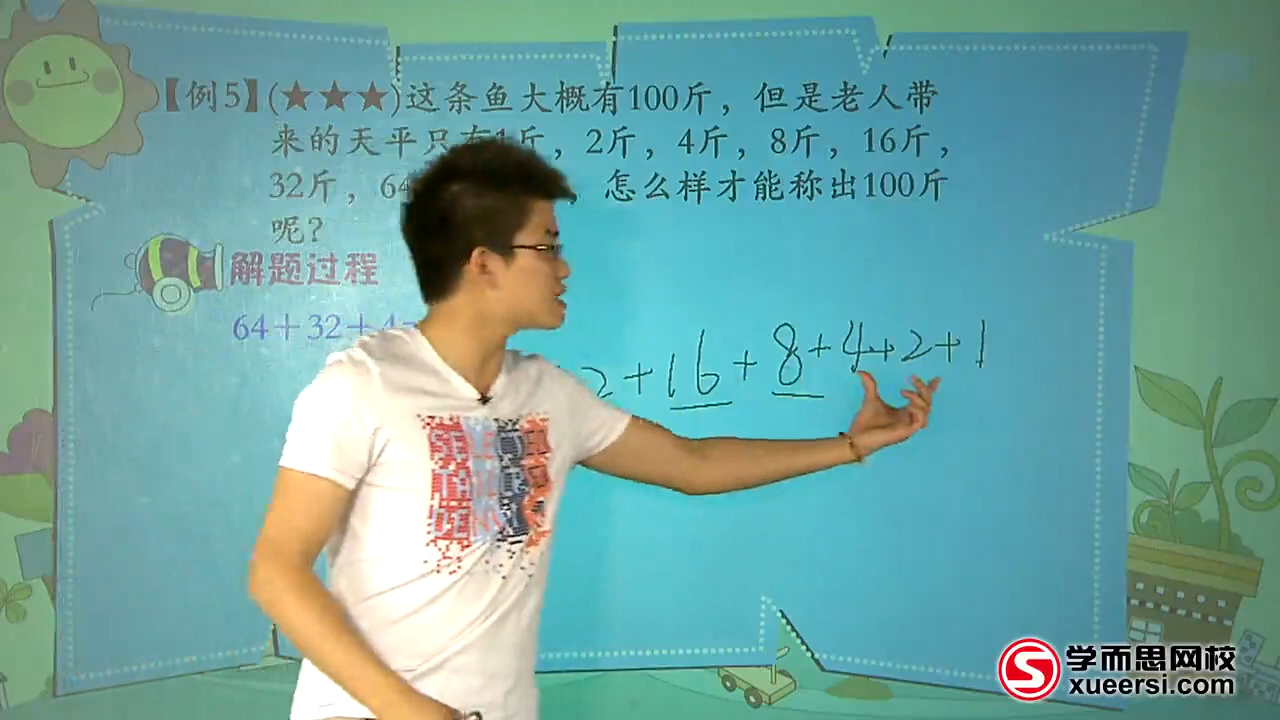 【例5】(★★★)这条鱼大概有100斤，但是老人带
来的天平只有1斤，2斤，4斤，8斤，16斤，
32斤，64 ，怎么样才能称出100斤
呢？
解题过程
64+32+4=
2+16+8+4+2+1
学而思网校
xueersi.com